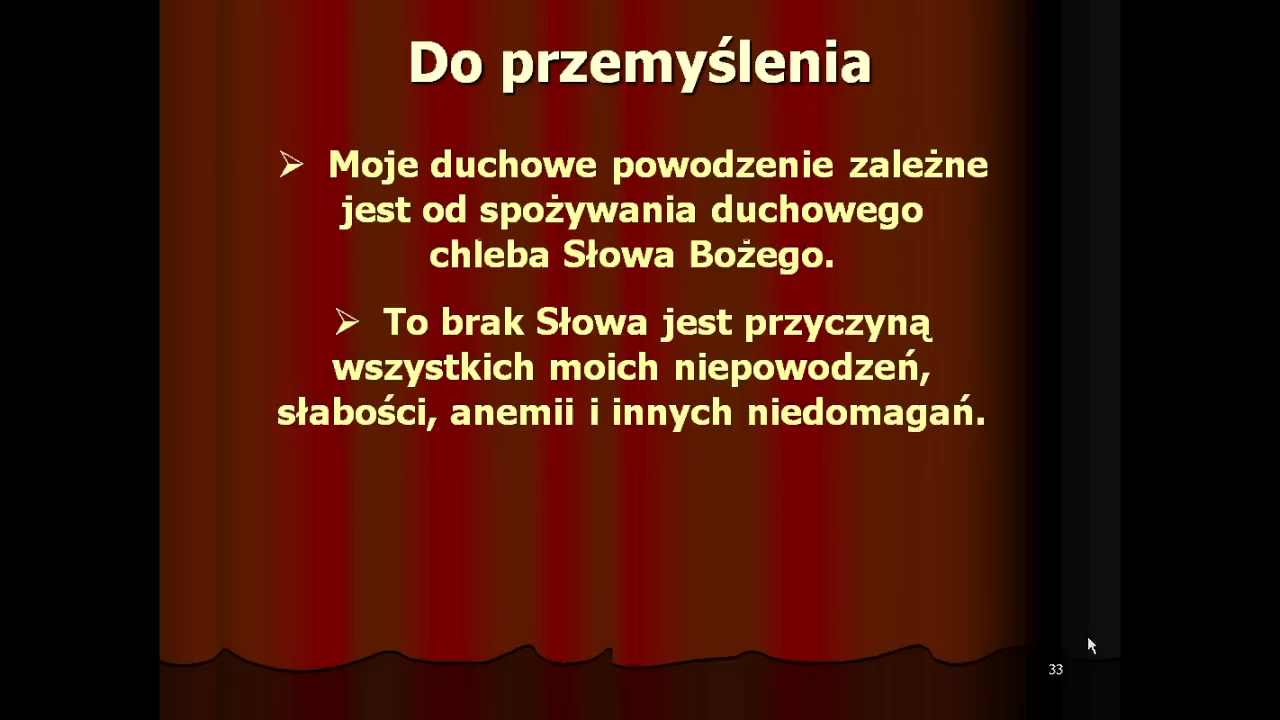 Do przemyślenia
➢ Moje duchowe powodzenie zależne
jest od spożywania duchowego
chleba Słowa Bożego.
➢ To brak Słowa jest przyczyną
wszystkich moich niepowodzeń,
słabości, anemii i innych niedomagań.
33